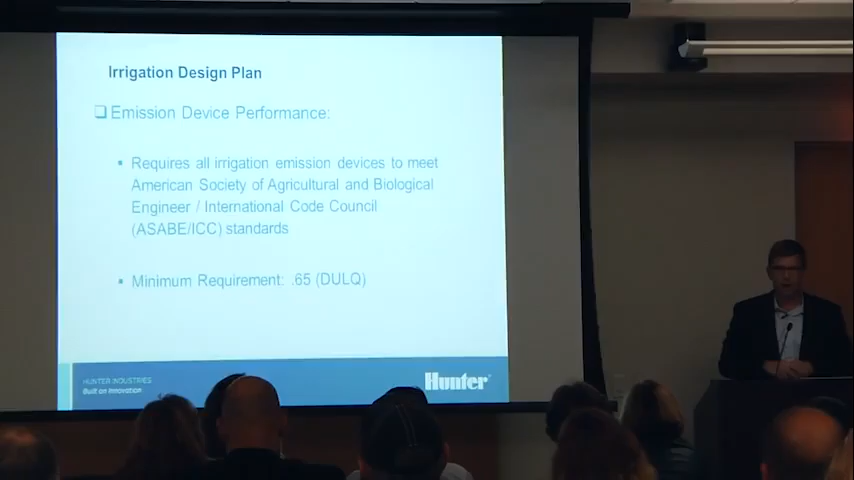 Irrigation Design Plan
Emission Device Performance:
Requires all irrigation emission devices to meet
American Society of Agricultural and Biological
Engineer / International Code Council
(ASABE/ICC) standards
Minimum Requirement: .65 (DULQ)
HUNTER INDUSTRIES
Built on Innovation
Hunter